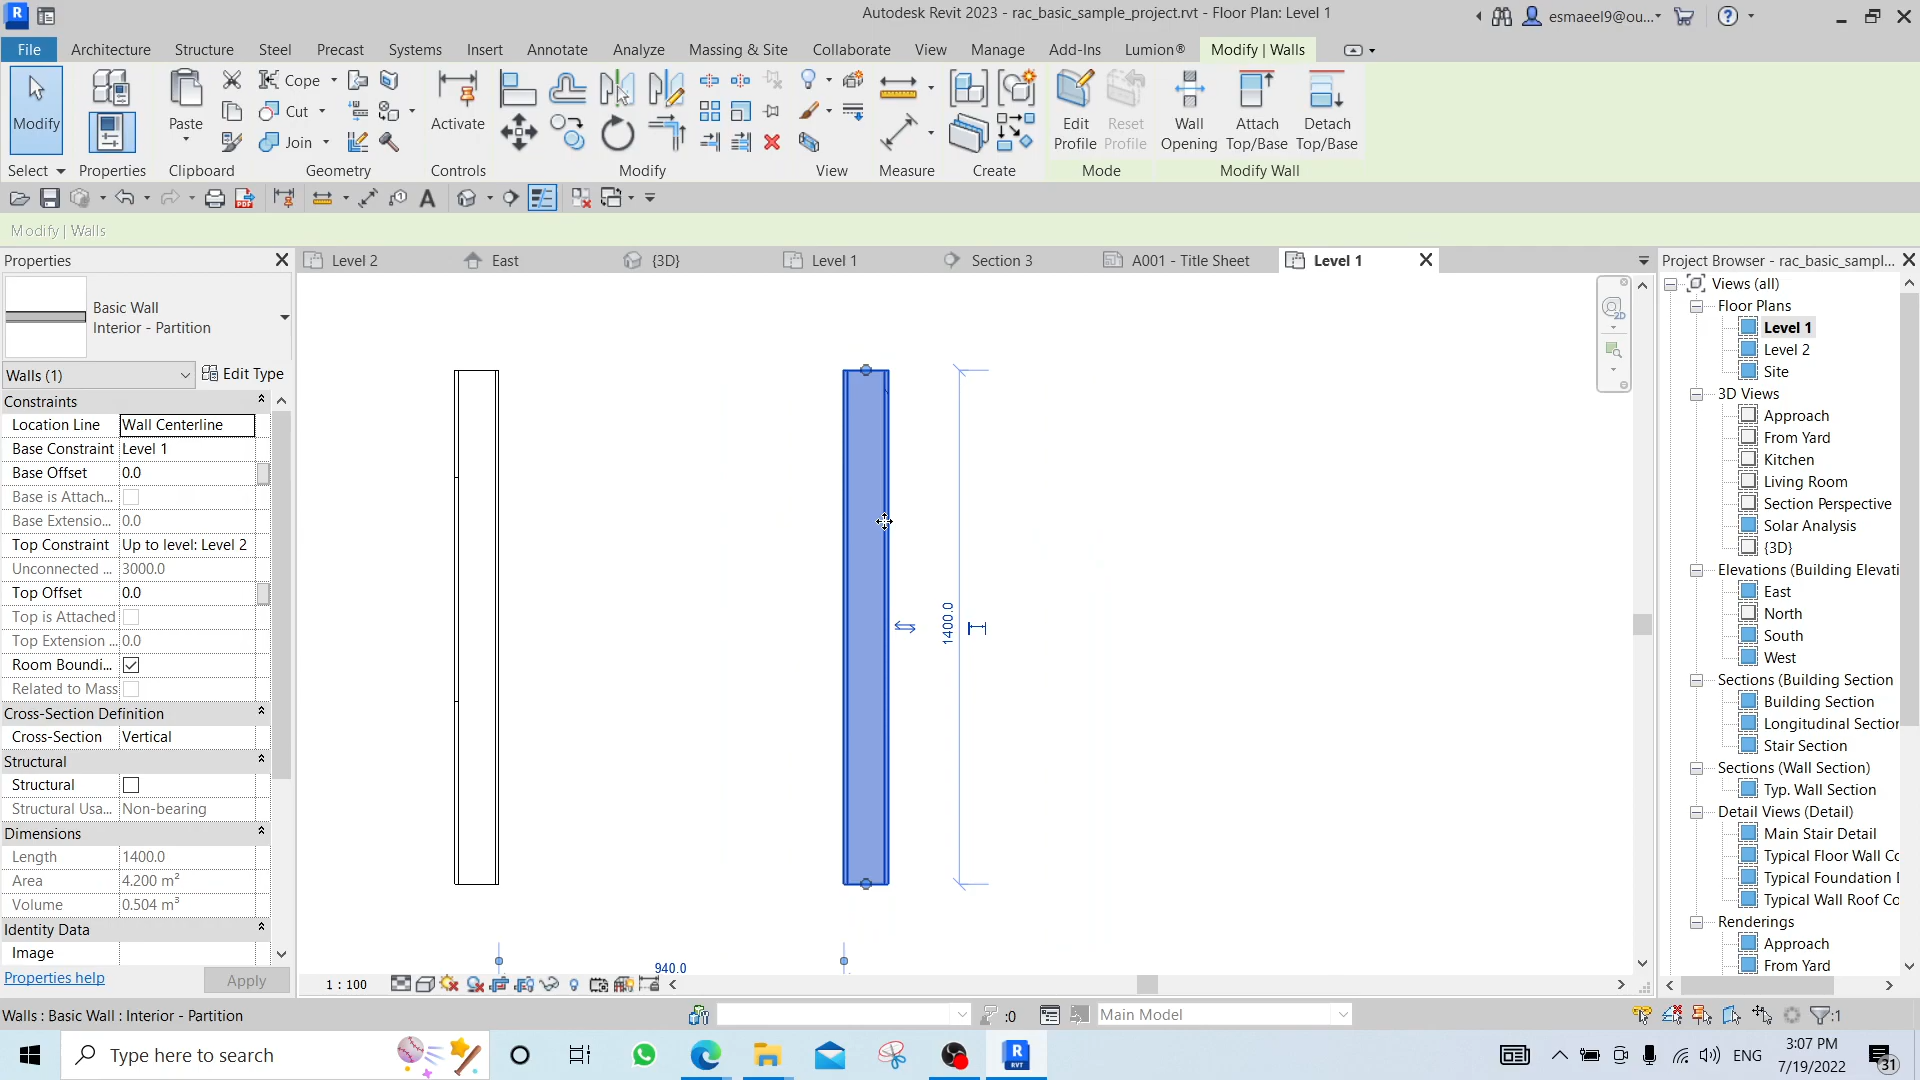 Autodesk Revit 2023 - rac_basic_sample_project.rvt - Floor Plan: Level 1
esmaeel9@ou...
File Architecture Structure Steel Precast Systems Insert Annotate Analyze Massing & Site Collaborate View Manage Add-Ins Lumion® Modify | Walls
Modify
Paste
Cope
Cut
Join
Activate
Edit Profile
Reset Profile
Wall Opening
Attach Top/Base
Detach Top/Base
Select Properties Clipboard Geometry Controls Modify View Measure Create Mode Modify Wall
Modify | Walls
Properties
Level 2 East {3D} Level 1 Section 3 A001 - Title Sheet Level 1
Project Browser - rac_basic_sampl...
Basic Wall
Interior - Partition
Walls (1) Edit Type
Constraints
Location Line Wall Centerline
Base Constraint Level 1
Base Offset 0.0
Base is Attach...
Base Extensio... 0.0
Top Constraint Up to level: Level 2
Unconnected ... 3000.0
Top Offset 0.0
Top is Attached
Top Extension ... 0.0
Room Boundi...
Related to Mass
Cross-Section Definition
Cross-Section Vertical
Structural
Structural
Structural Usa... Non-bearing
Dimensions
Length 1400.0
Area 4.200 m²
Volume 0.504 m³
Identity Data
Image
Properties help Apply
2D
1400.0
940.0
1 : 100
Views (all)
Floor Plans
Level 1
Level 2
Site
3D Views
Approach
From Yard
Kitchen
Living Room
Section Perspective
Solar Analysis
{3D}
Elevations (Building Elevati
East
North
South
West
Sections (Building Section
Building Section
Longitudinal Section
Stair Section
Sections (Wall Section)
Typ. Wall Section
Detail Views (Detail)
Main Stair Detail
Typical Floor Wall Co
Typical Foundation
Typical Wall Roof Co
Renderings
Approach
From Yard
Walls : Basic Wall : Interior - Partition
:0
Main Model
:1
Type here to search
ENG
3:07 PM
7/19/2022
31